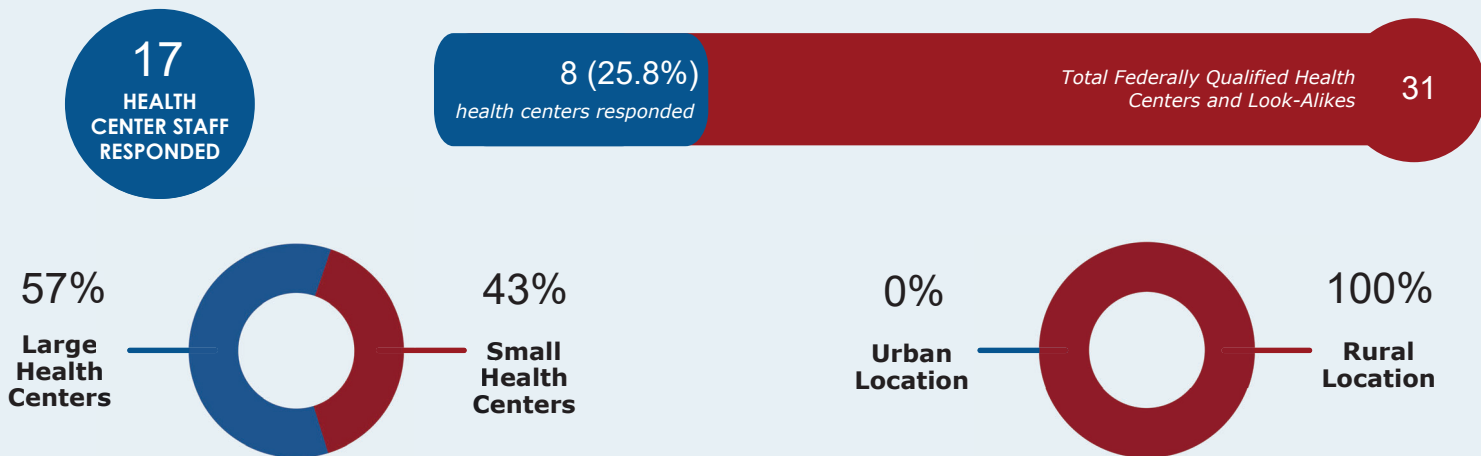 17
HEALTH
CENTER STAFF
RESPONDED
8 (25.8%)
health centers responded
Total Federally Qualified Health
Centers and Look-Alikes
31
57%
Large
Health
Centers
43%
Small
Health
Centers
0%
Urban
Location
100%
Rural
Location